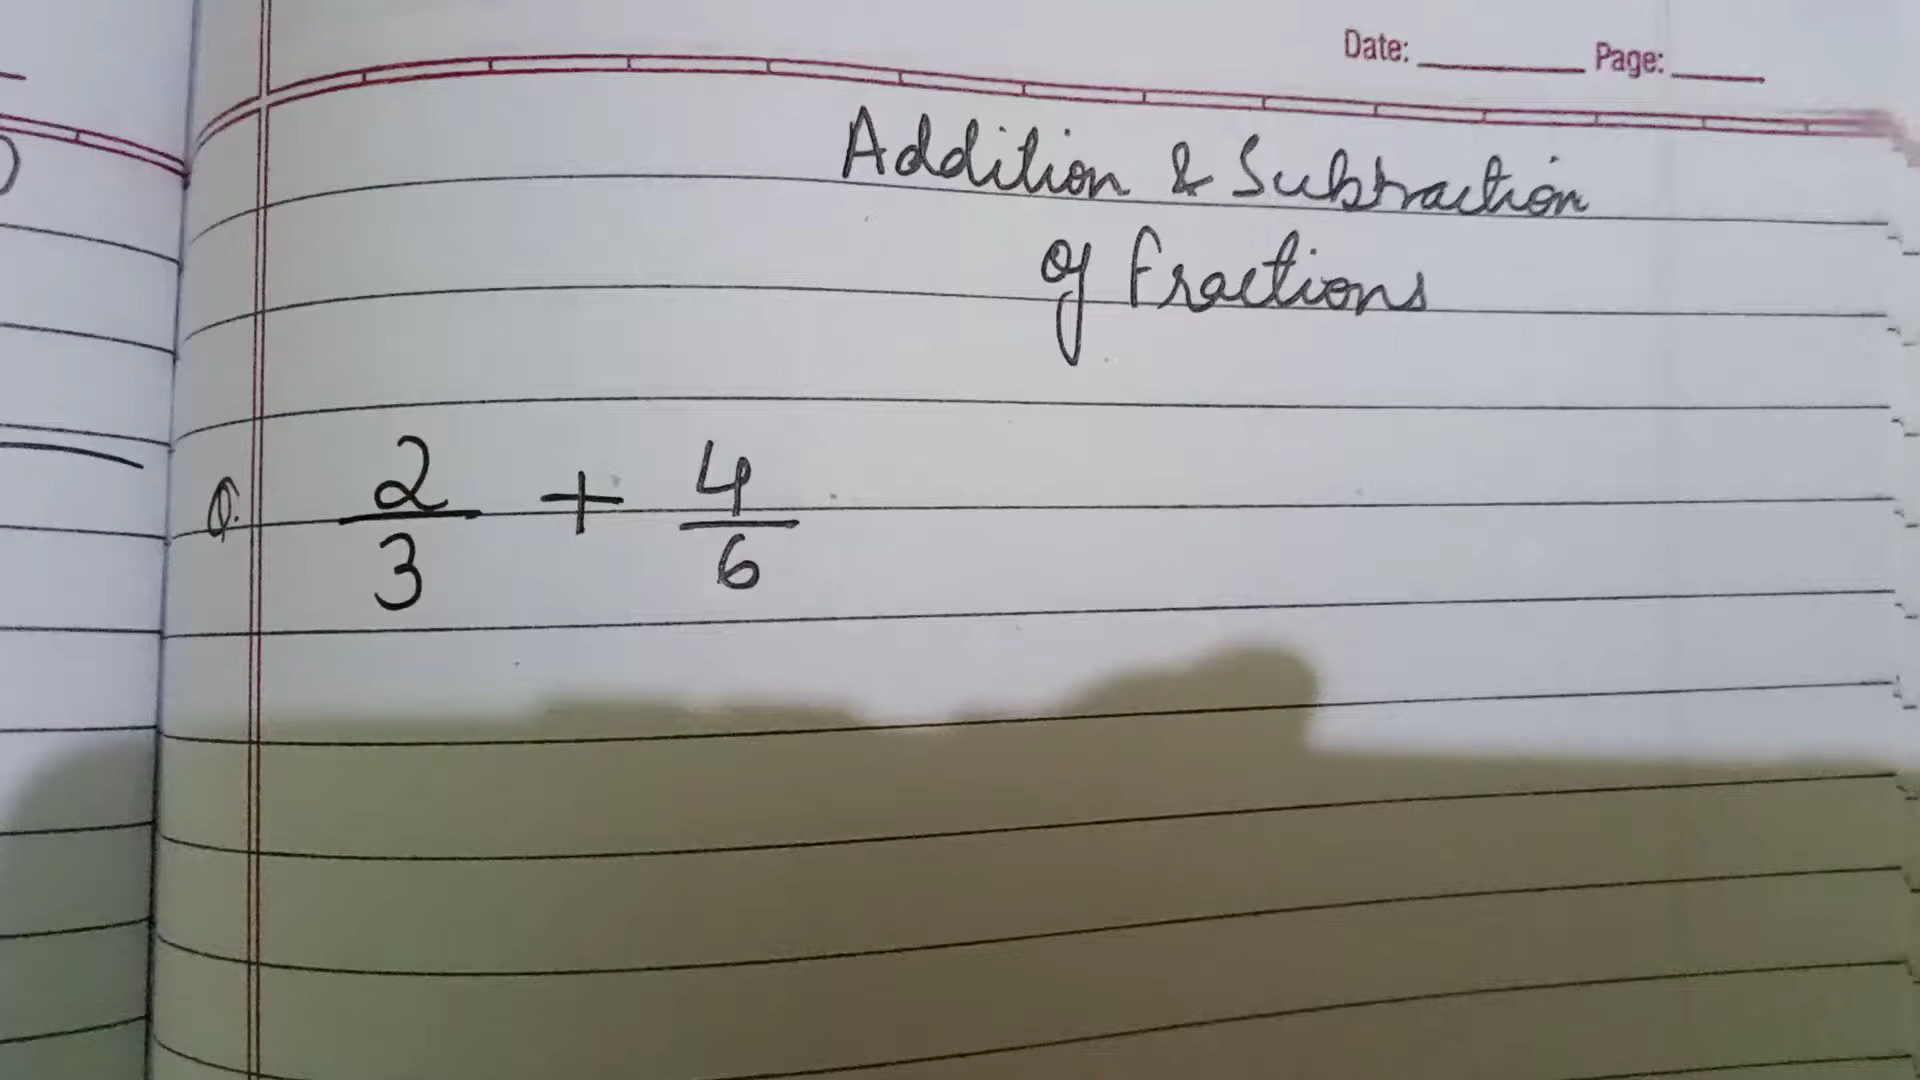 Date: Page:
Addition & Subtraction
of Fractions
Q. 2/3 + 4/6